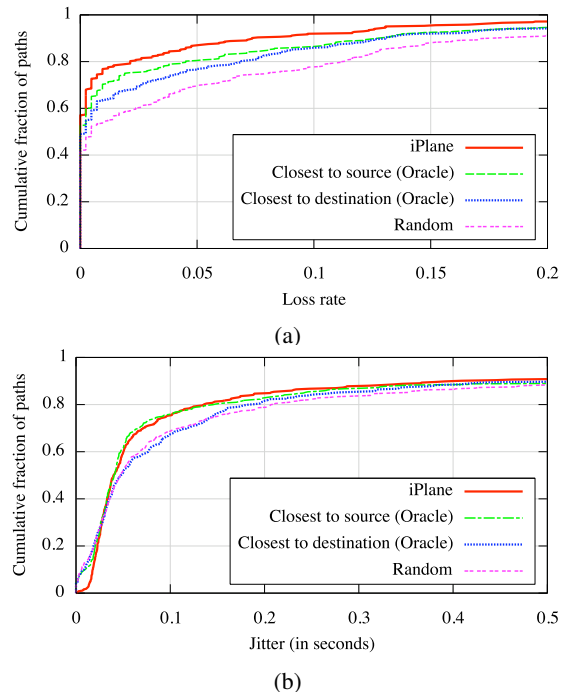 Cumulative fraction of paths
1
0.8
0.6
0.4
0.2
0
iPlane
Closest to source (Oracle)
Closest to destination (Oracle)
Random
0 0.05 0.1 0.15 0.2
Loss rate
(a)
Cumulative fraction of paths
1
0.8
0.6
0.4
0.2
0
iPlane
Closest to source (Oracle)
Closest to destination (Oracle)
Random
0 0.1 0.2 0.3 0.4 0.5
Jitter (in seconds)
(b)